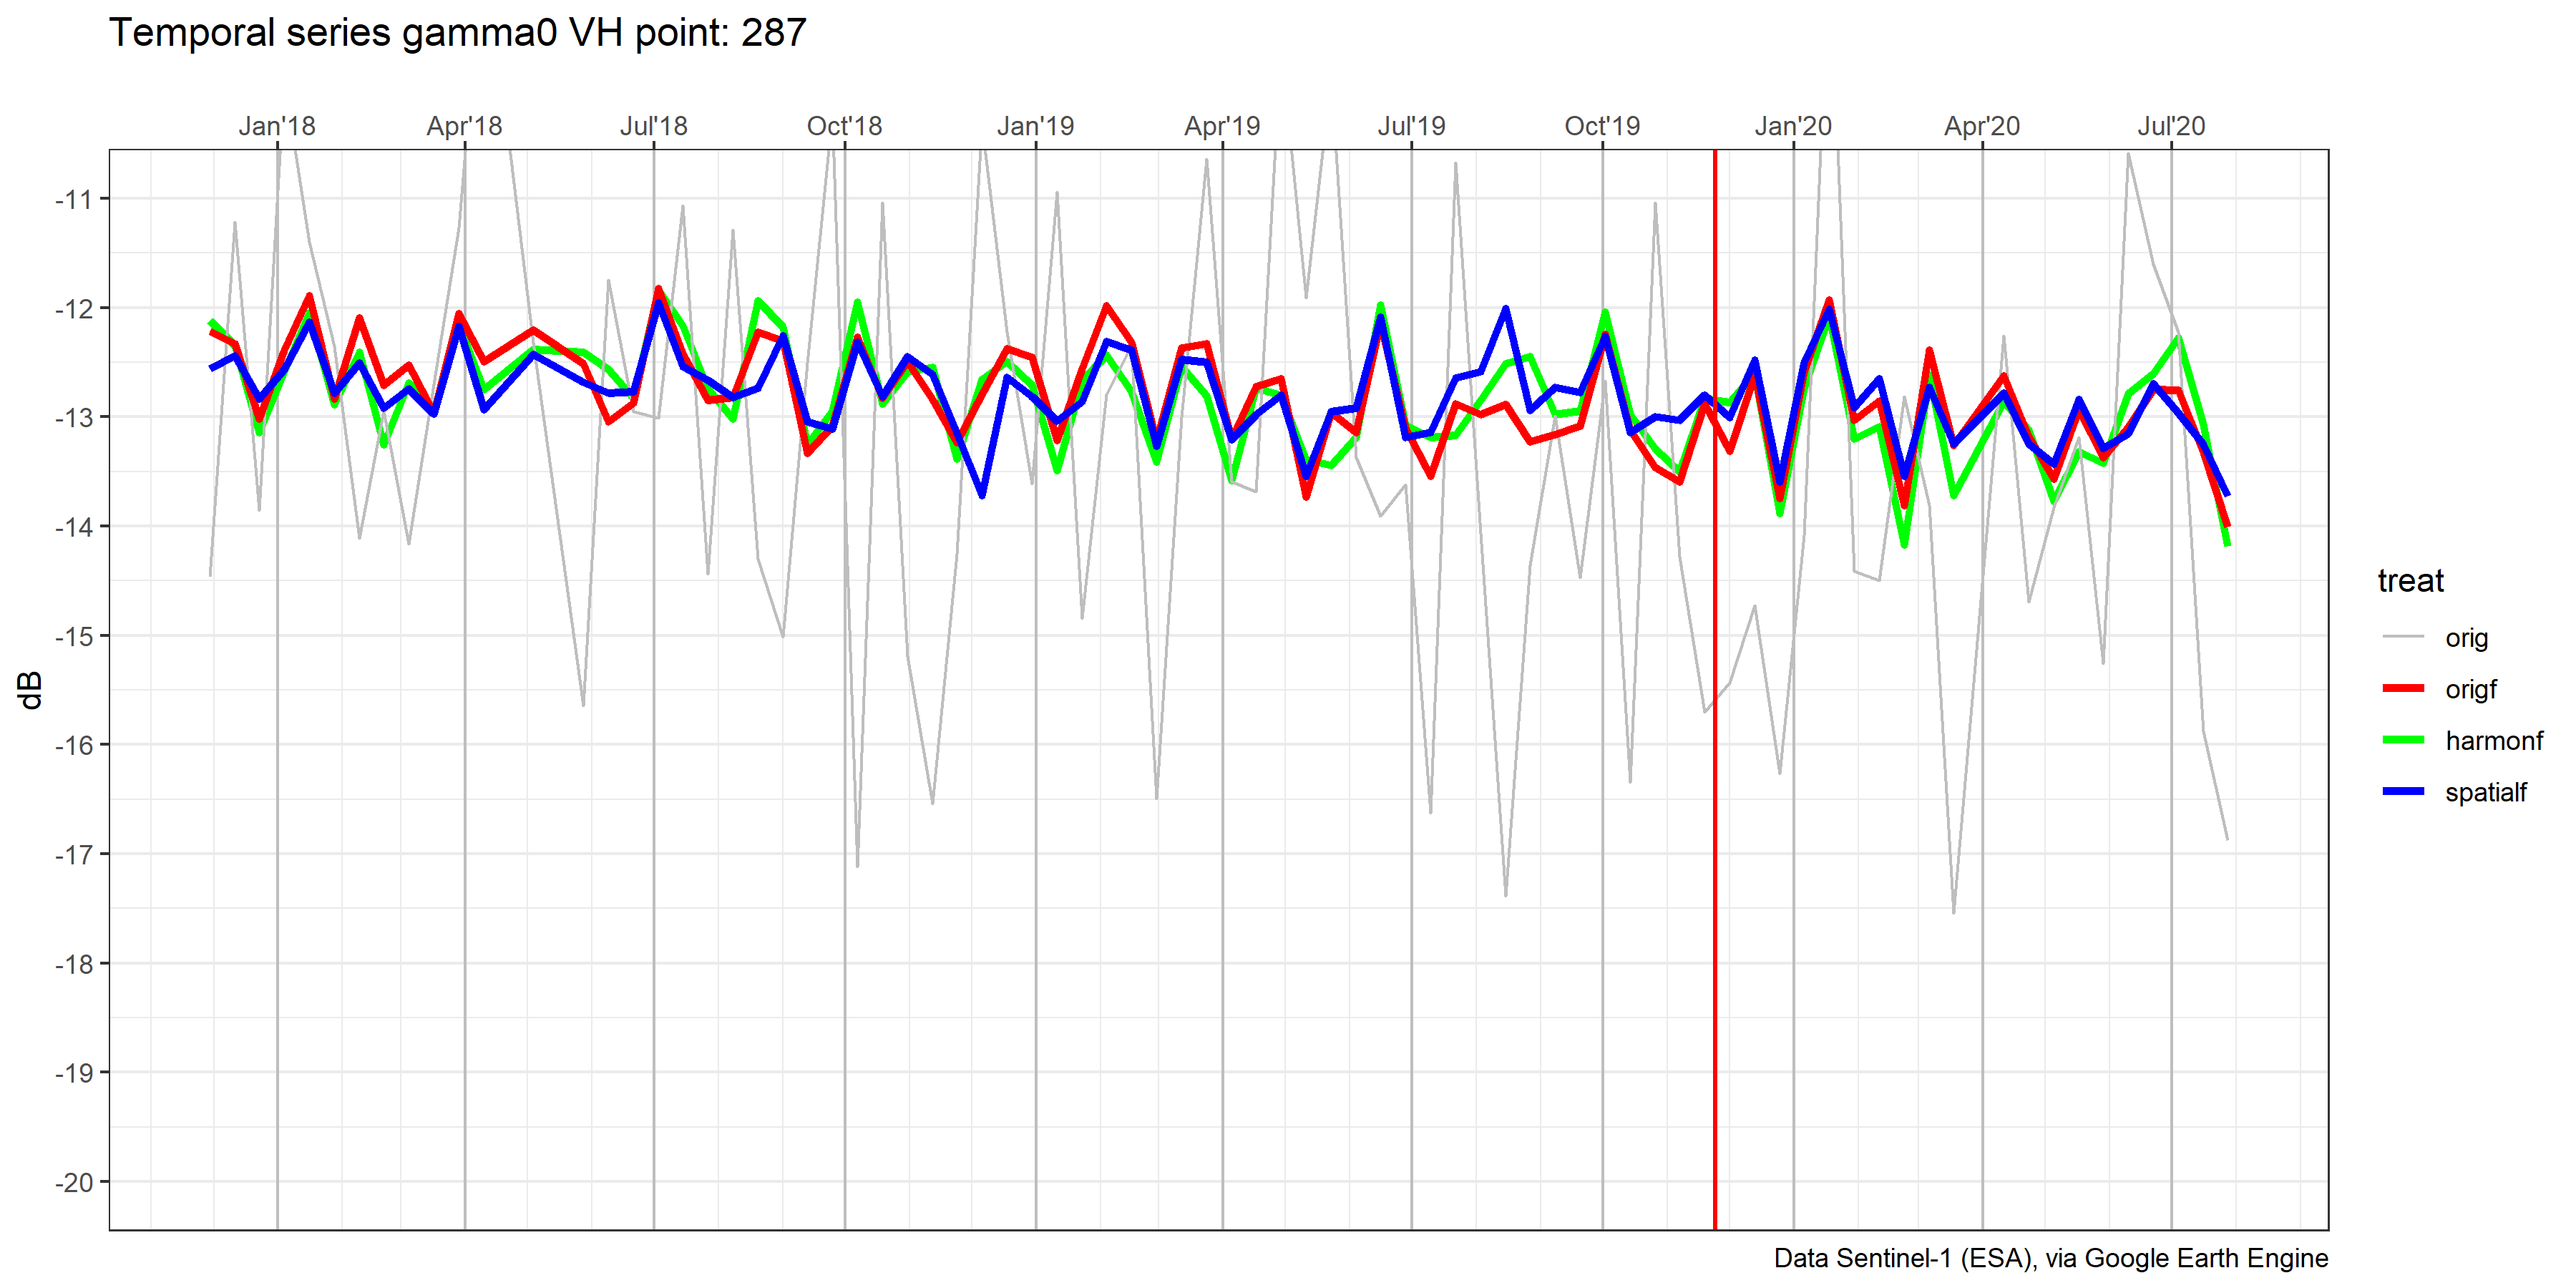 Temporal series gamma0 VH point: 287
Jan'18 Apr'18 Jul'18 Oct'18 Jan'19 Apr'19 Jul'19 Oct'19 Jan'20 Apr'20 Jul'20
-11
-12
-13
-14
-15
-16
-17
-18
-19
-20
dB
treat
orig
origf
harmonf
spatialf
Data Sentinel-1 (ESA), via Google Earth Engine